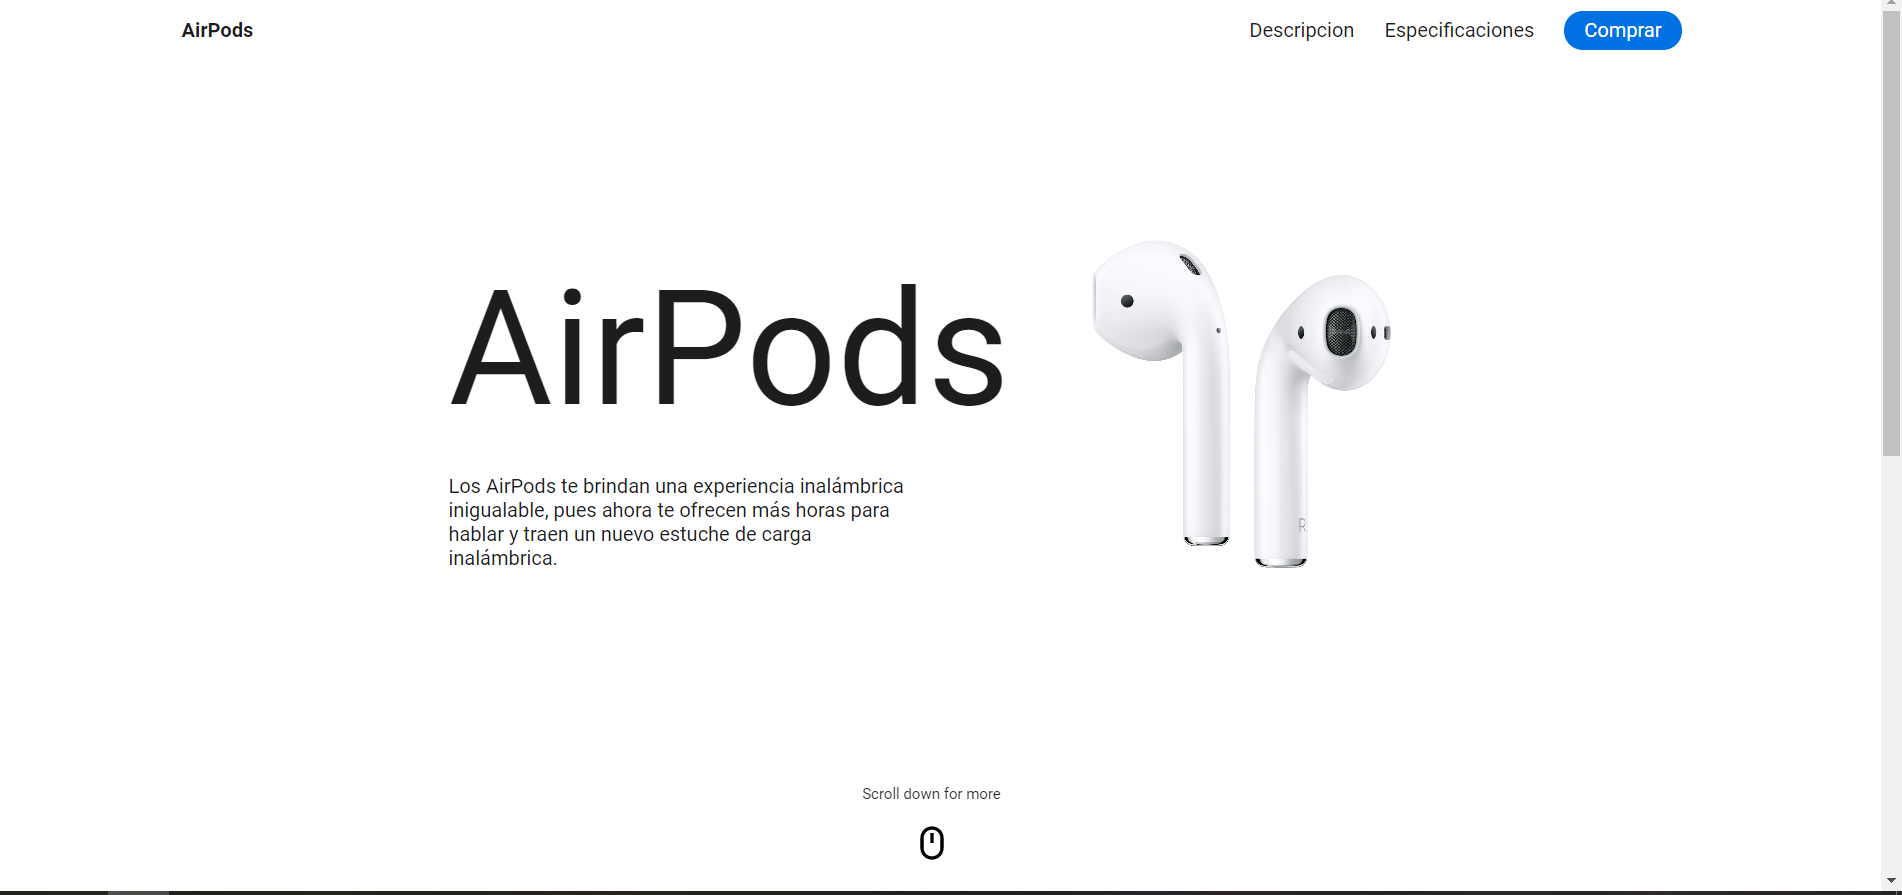 AirPods
Descripcion
Especificaciones
Comprar
AirPods
Los AirPods te brindan una experiencia inalámbrica
inigualable, pues ahora te ofrecen más horas para
hablar y traen un nuevo estuche de carga
inalámbrica.
R
Scroll down for more